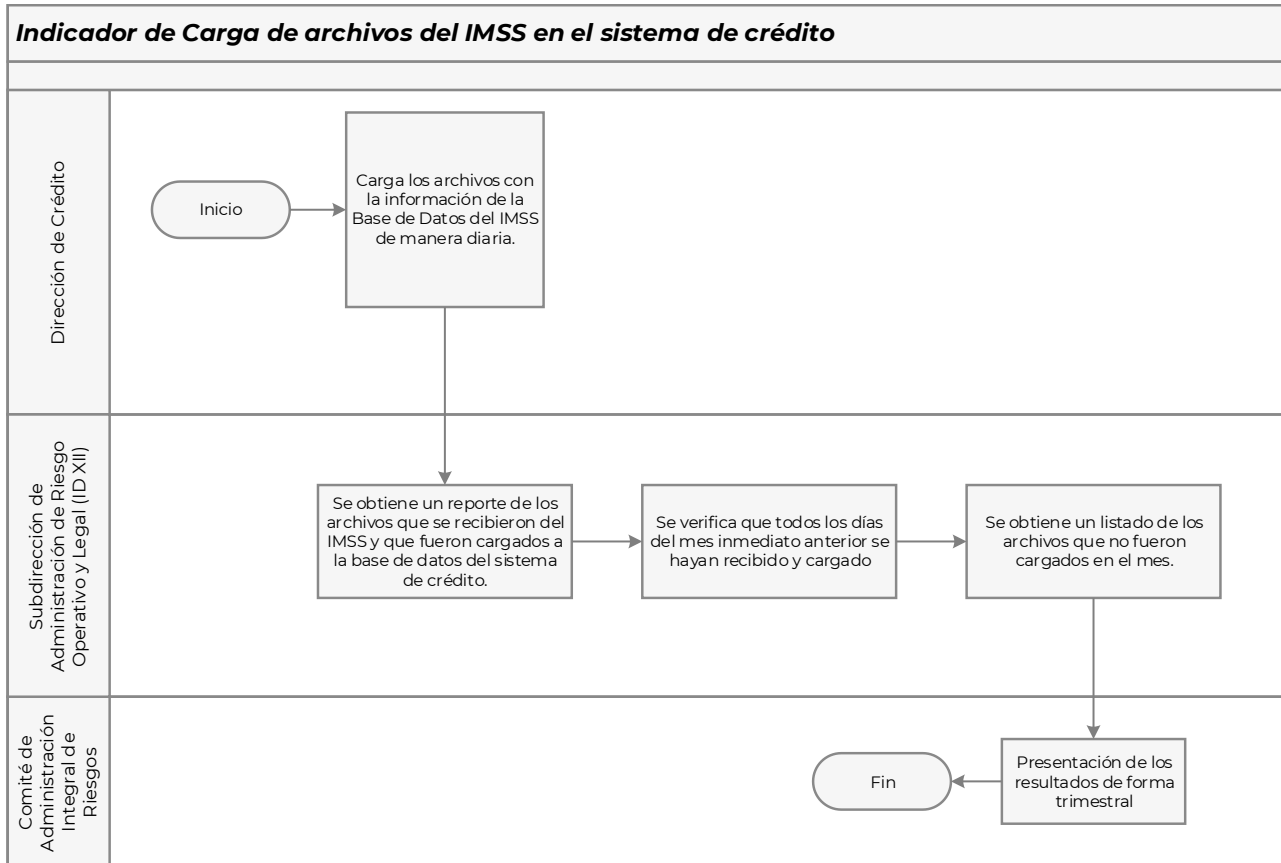 Indicador de Carga de archivos del IMSS en el sistema de crédito
Dirección de Crédito
Inicio
Carga los archivos con
la información de la
Base de Datos del IMSS
de manera diaria.
Subdirección de
Administración de Riesgo
Operativo y Legal (ID XII)
Se obtiene un reporte de los
archivos que se recibieron del
IMSS y que fueron cargados a
la base de datos del sistema
de crédito.
Se verifica que todos los días
del mes inmediato anterior se
hayan recibido y cargado
Se obtiene un listado de los
archivos que no fueron
cargados en el mes.
Comité de
Administración
Integral de
Riesgos
Fin
Presentación de los
resultados de forma
trimestral